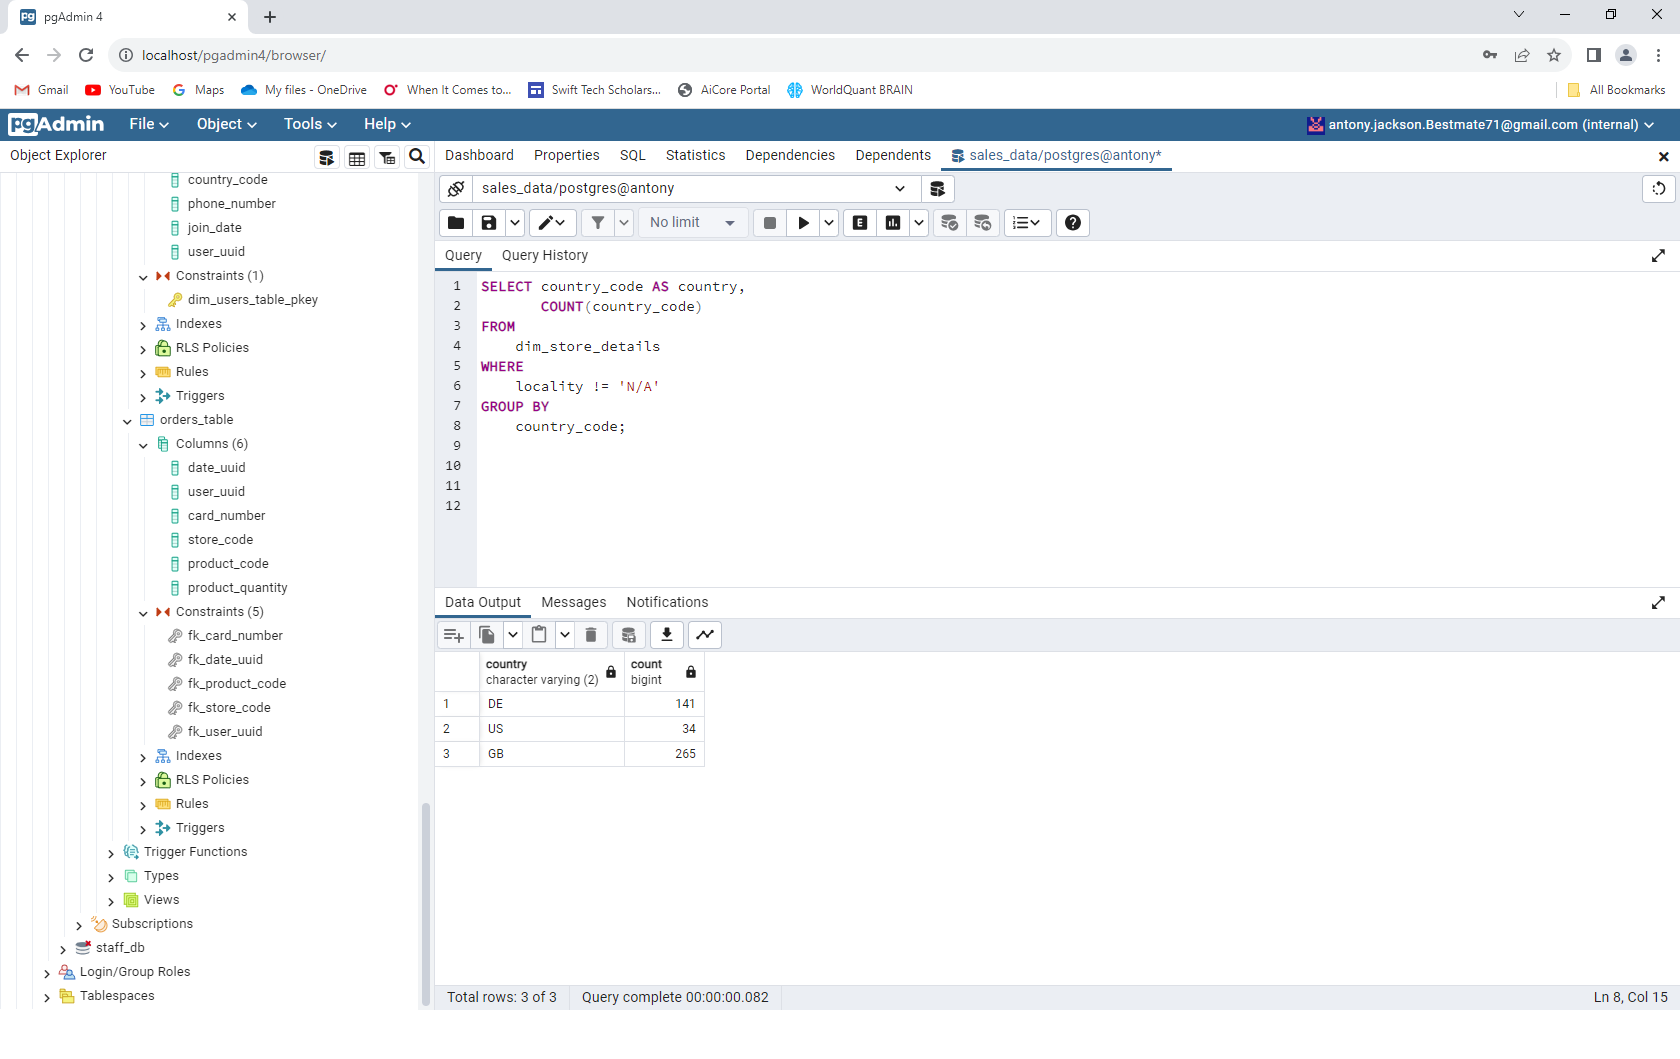 pgAdmin 4
localhost/pgadmin4/browser/
Gmail YouTube Maps My files - OneDrive When It Comes to... Swift Tech Scholars... AiCore Portal WorldQuant BRAIN All Bookmarks
pgAdmin File Object Tools Help antony.jackson.Bestmate71@gmail.com (internal)
Object Explorer
country_code
phone_number
join_date
user_uuid
Constraints (1)
dim_users_table_pkey
Indexes
RLS Policies
Rules
Triggers
orders_table
Columns (6)
date_uuid
user_uuid
card_number
store_code
product_code
product_quantity
Constraints (5)
fk_card_number
fk_date_uuid
fk_product_code
fk_store_code
fk_user_uuid
Indexes
RLS Policies
Rules
Triggers
Trigger Functions
Types
Views
Subscriptions
staff_db
Login/Group Roles
Tablespaces
Dashboard Properties SQL Statistics Dependencies Dependents sales_data/postgres@antony*
sales_data/postgres@antony
No limit E
Query Query History
1 SELECT country_code AS country,
2 COUNT(country_code)
3 FROM
4 dim_store_details
5 WHERE
6 locality != 'N/A'
7 GROUP BY
8 country_code;
9
10
11
12
Data Output Messages Notifications
country count
character varying (2) bigint
1 DE 141
2 US 34
3 GB 265
Total rows: 3 of 3 Query complete 00:00:00.082 Ln 8, Col 15